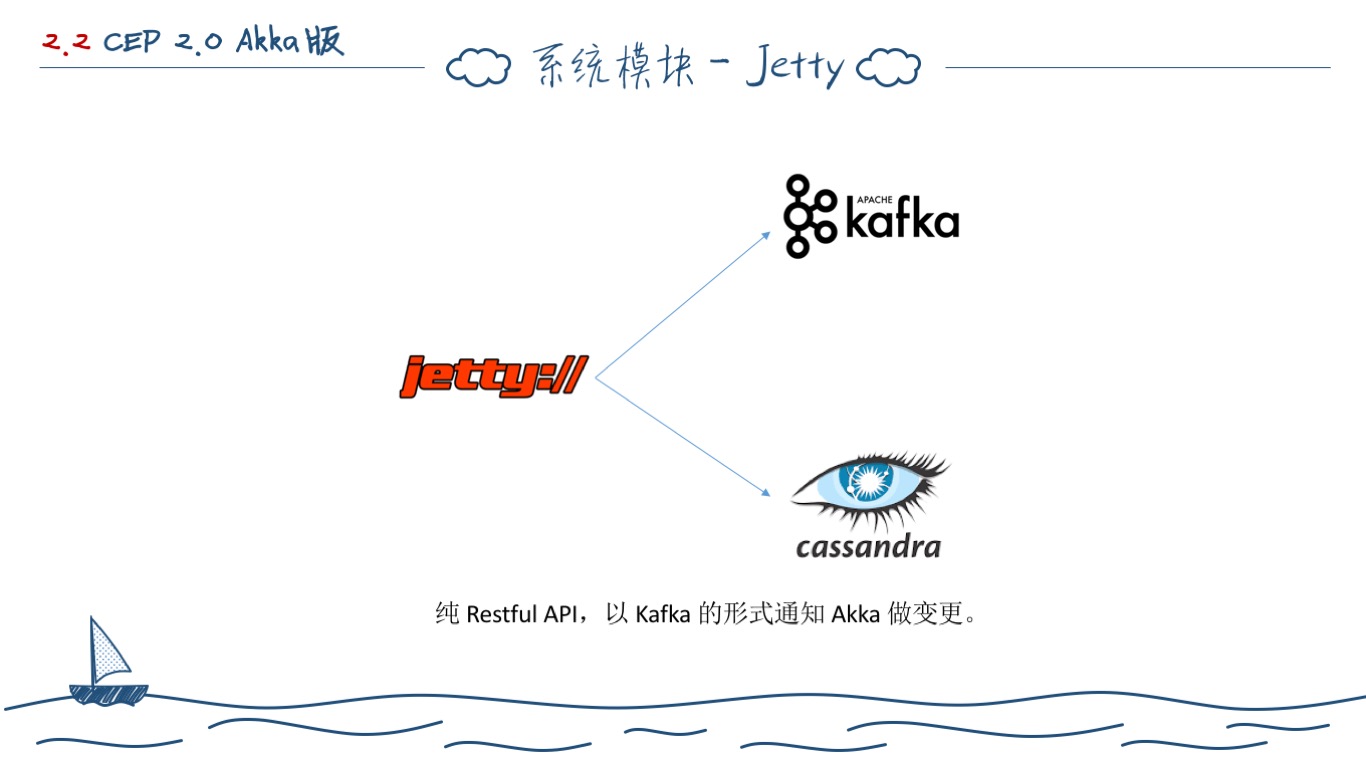 2.2 CEP 2.0 Akka版
系统模块 - Jetty
APACHE
kafka
jetty://
cassandra
纯 Restful API，以 Kafka 的形式通知 Akka 做变更。